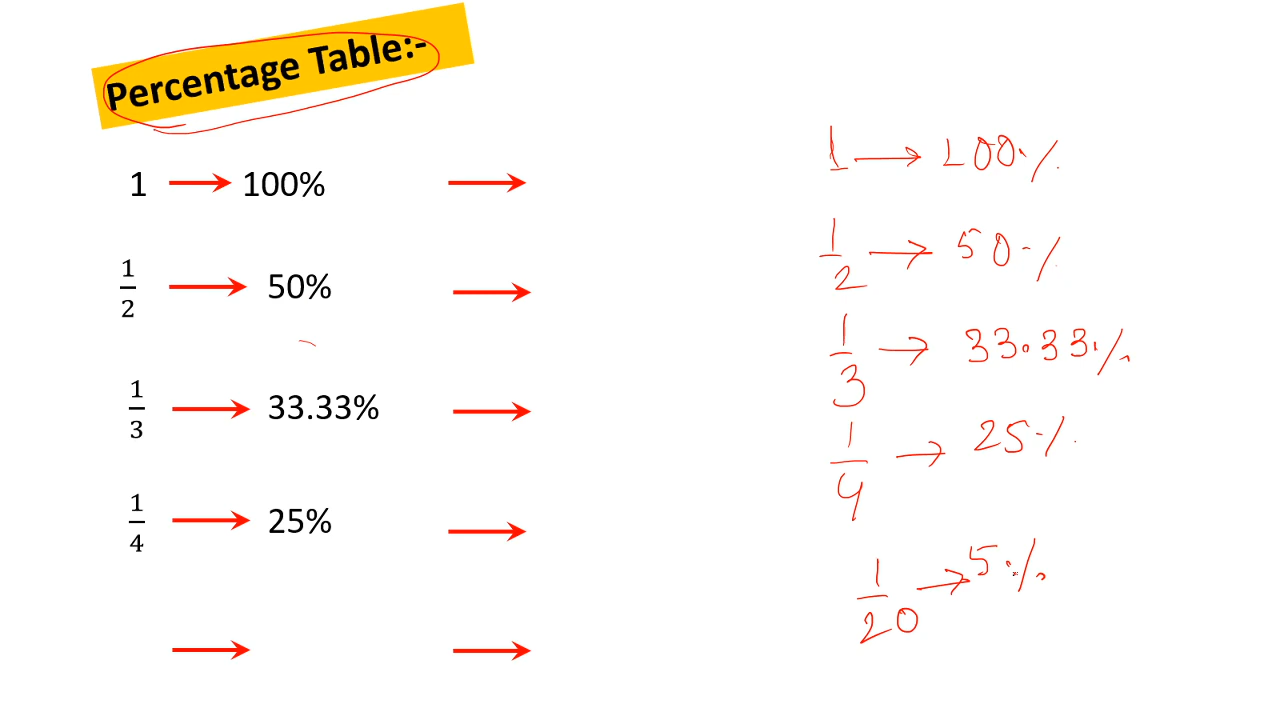 Percentage Table:-
1 → 100% →
1/2 → 50% →
1/3 → 33.33% →
1/4 → 25% →
→ →
1 → 100%
1/2 → 50%
1/3 → 33.33%
1/4 → 25%
1/20 → 5%